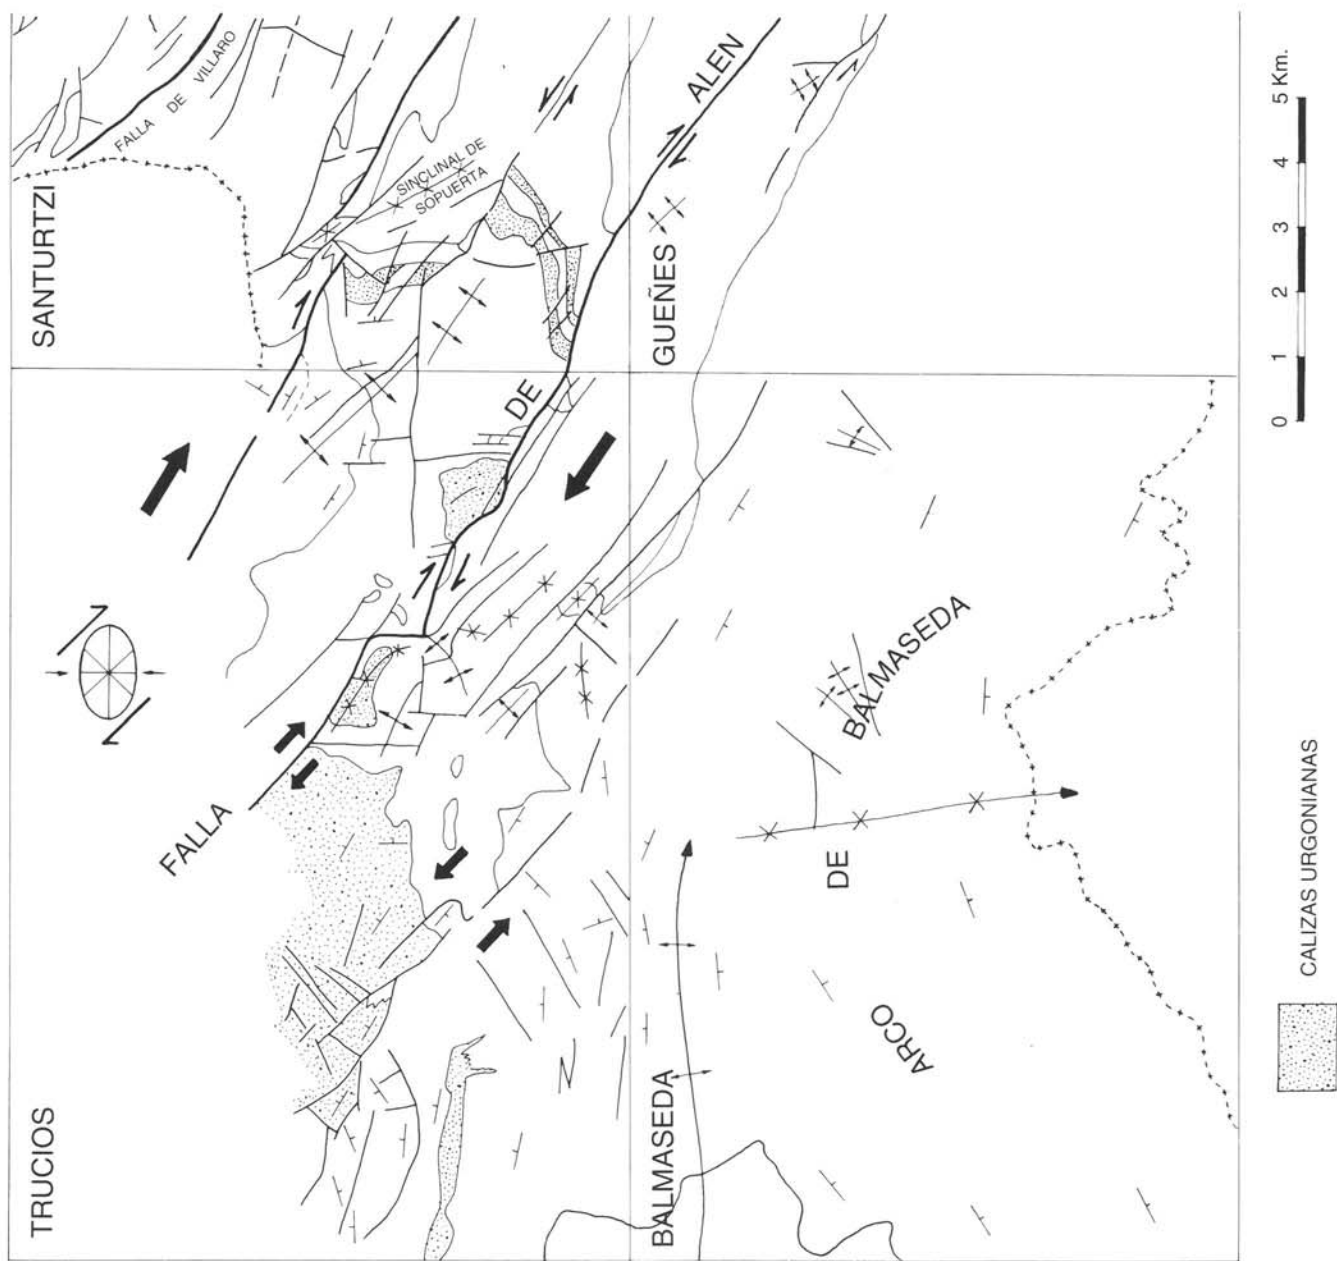 TRUCIOS
SANTURTZI
FALLA DE VILLARO
SINCLINAL DE
SOPUERTA
FALLA DE ALEN
BALMASEDA
GUEÑES
ARCO DE BALMASEDA
CALIZAS URGONIANAS
0 1 2 3 4 5 Km.